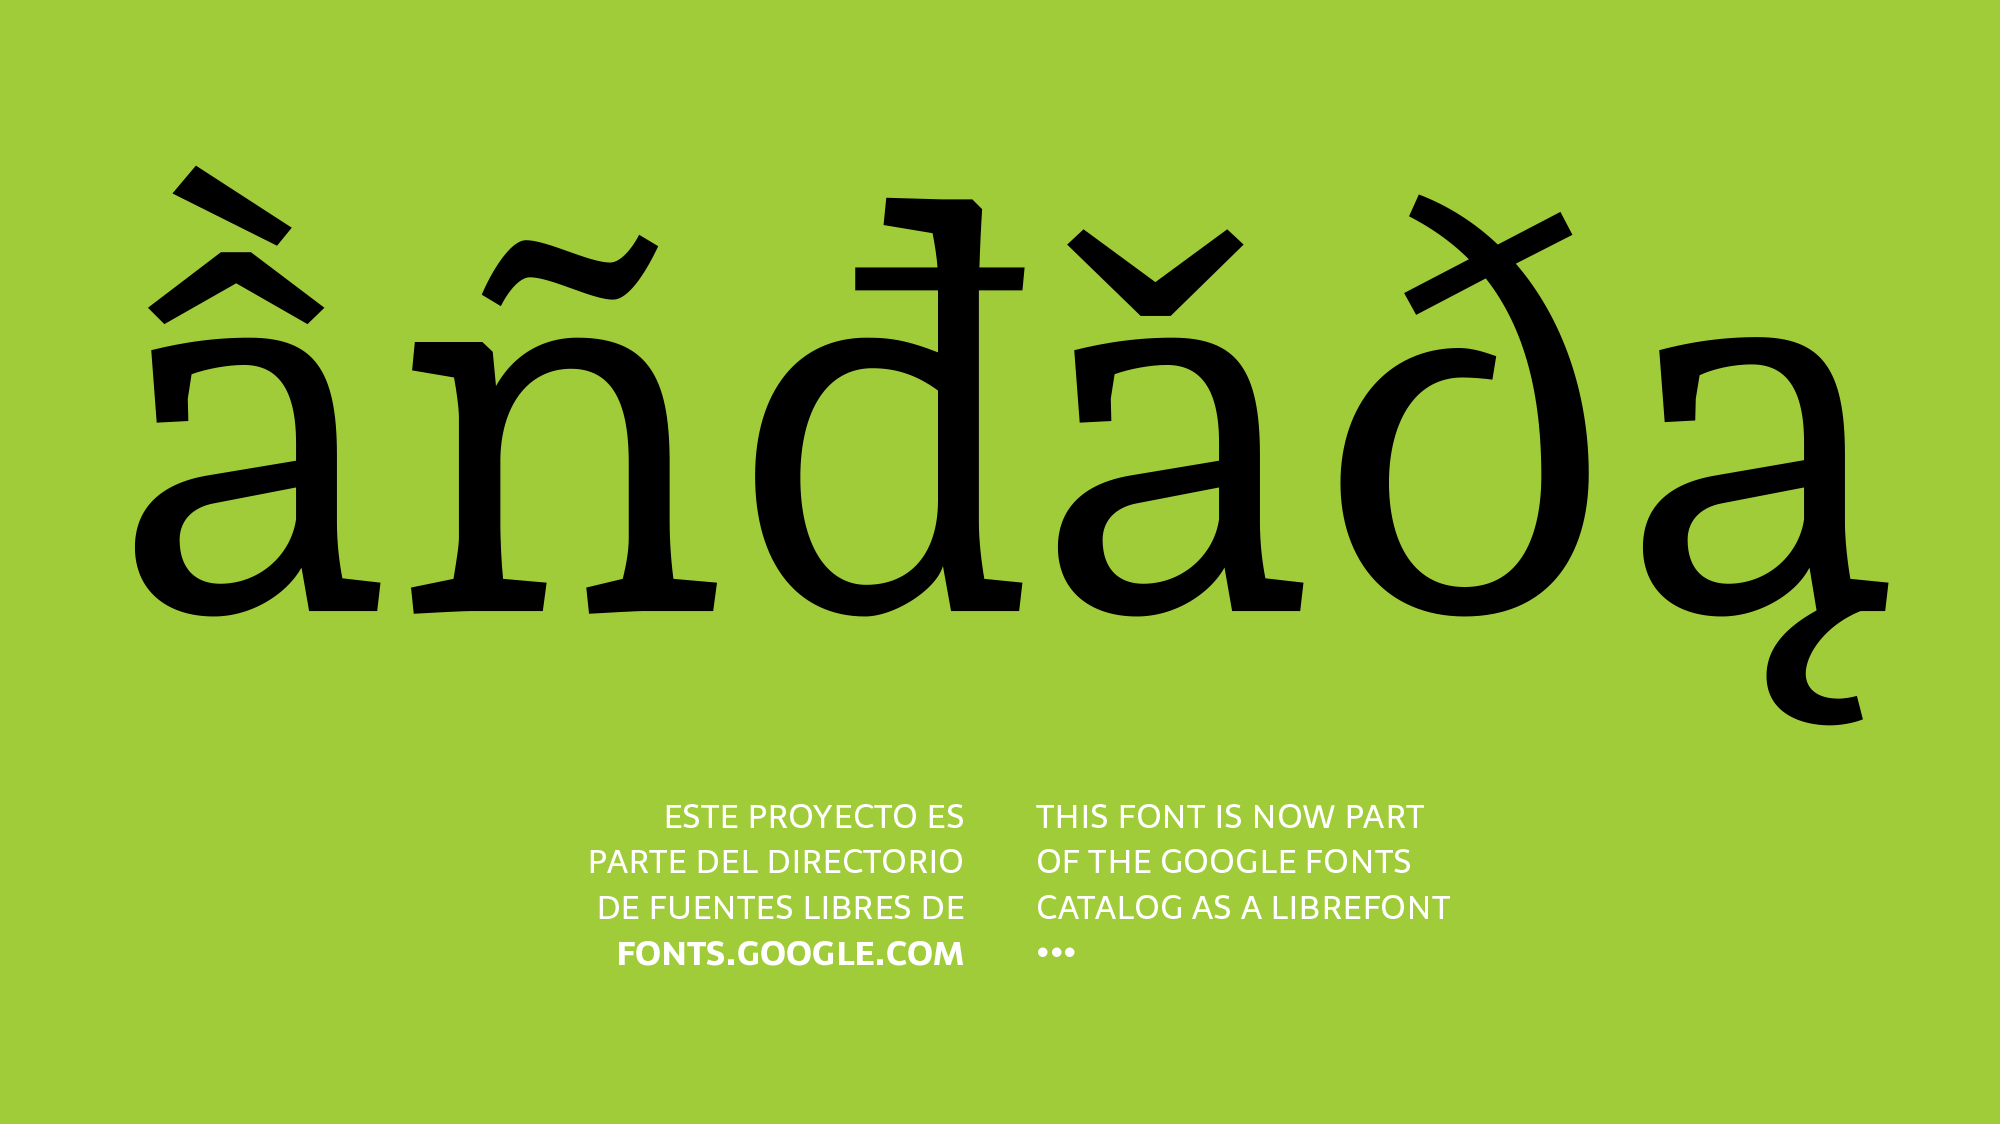 ầñđǎðą
ESTE PROYECTO ES
PARTE DEL DIRECTORIO
DE FUENTES LIBRES DE
FONTS.GOOGLE.COM
THIS FONT IS NOW PART
OF THE GOOGLE FONTS
CATALOG AS A LIBREFONT
•••